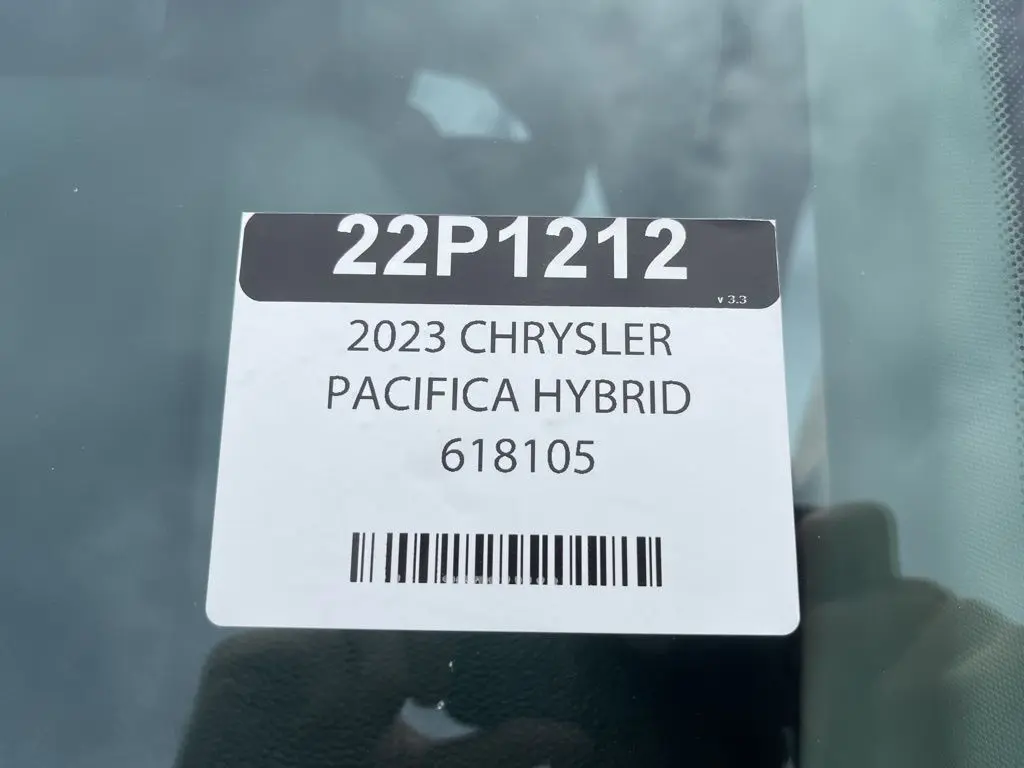 22P1212
v 3.3
2023 CHRYSLER
PACIFICA HYBRID
618105